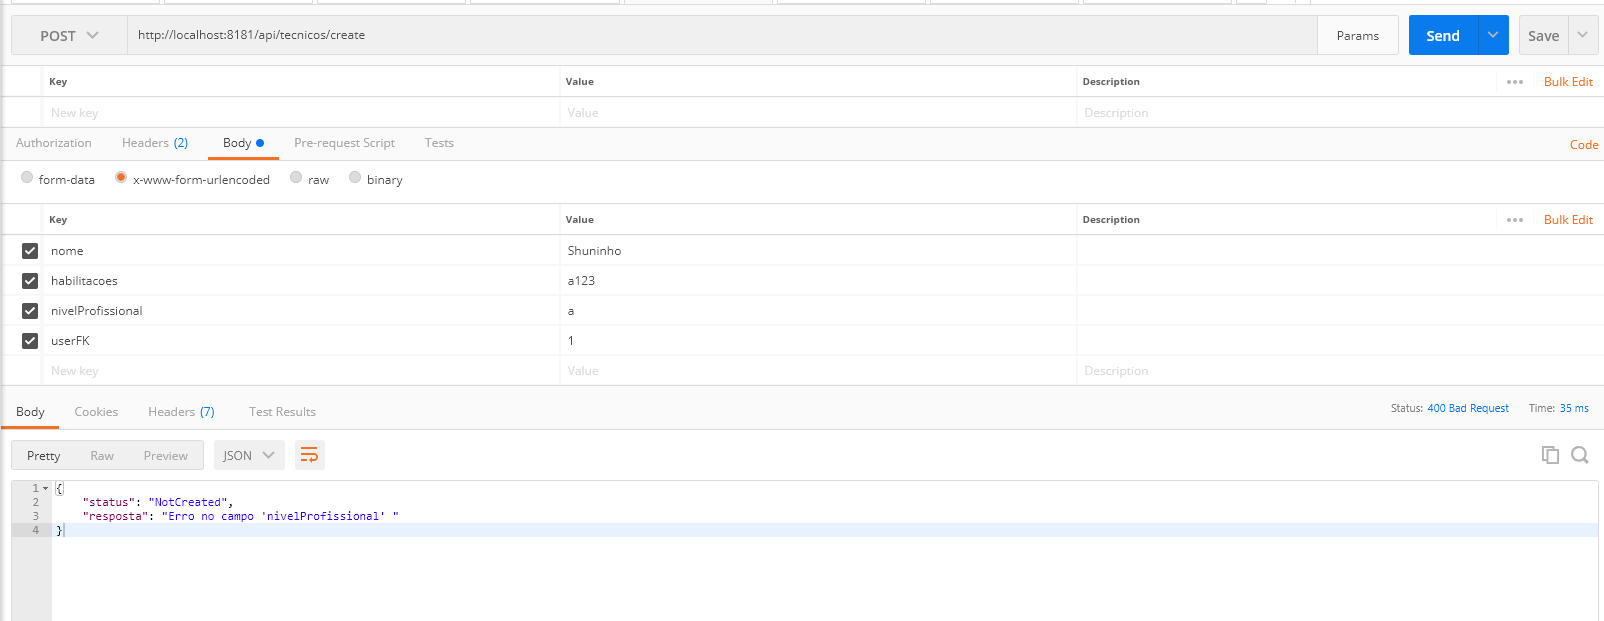 POST http://localhost:8181/api/tecnicos/create Params Send Save
Key Value Description Bulk Edit
New key Value Description
Authorization Headers (2) Body Pre-request Script Tests Code
form-data x-www-form-urlencoded raw binary
Key Value Description Bulk Edit
nome Shuninho
habilitacoes a123
nivelProfissional a
userFK 1
New key Value Description
Body Cookies Headers (7) Test Results Status: 400 Bad Request Time: 35 ms
Pretty Raw Preview JSON
1 {
2 "status": "NotCreated",
3 "resposta": "Erro no campo 'nivelProfissional' "
4 }